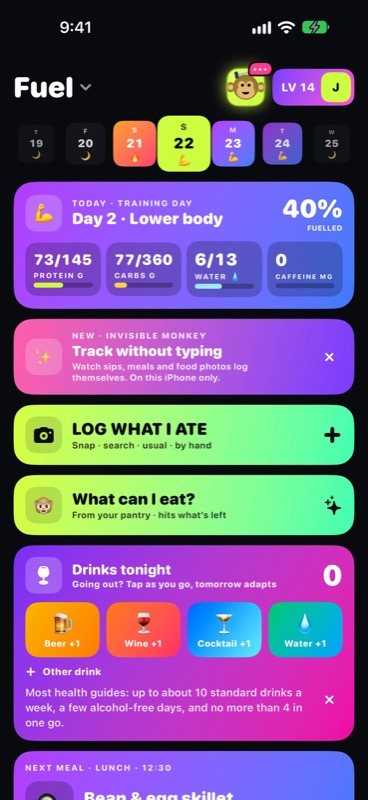 9:41
Fuel
LV 14
J
T
19
F
20
S
21
S
22
M
23
T
24
W
25
TODAY · TRAINING DAY
Day 2 · Lower body
40%
FUELLED
73/145
PROTEIN G
77/360
CARBS G
6/13
WATER 💧
0
CAFFEINE MG
NEW · INVISIBLE MONKEY
Track without typing
Watch sips, meals and food photos log
themselves. On this iPhone only.
LOG WHAT I ATE
Snap · search · usual · by hand
What can I eat?
From your pantry · hits what's left
Drinks tonight
Going out? Tap as you go, tomorrow adapts
0
Beer +1
Wine +1
Cocktail +1
Water +1
+ Other drink
Most health guides: up to about 10 standard drinks a
week, a few alcohol-free days, and no more than 4 in
one go.
NEXT MEAL · LUNCH · 12:30
Bean & egg skillet